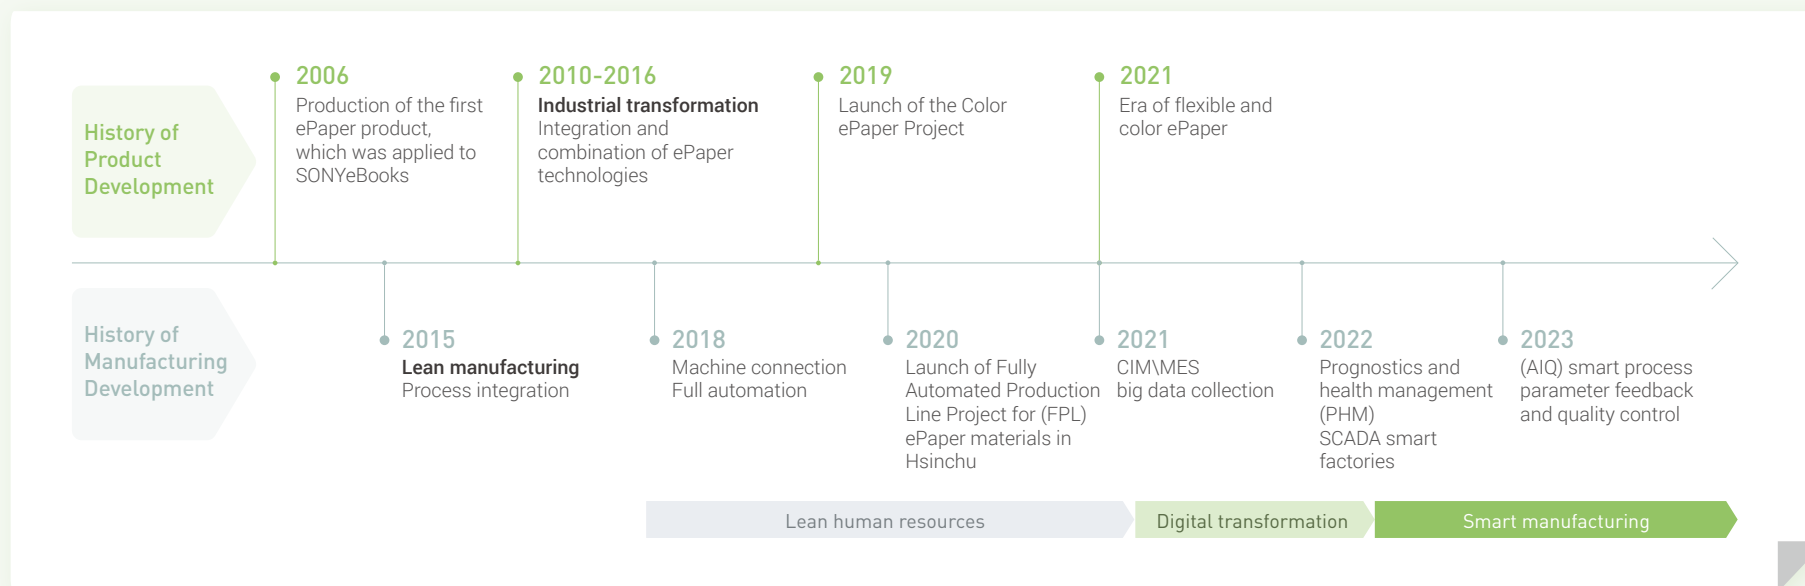 History of
Product
Development
2006
Production of the first
ePaper product,
which was applied to
SONYeBooks
2010-2016
Industrial transformation
Integration and
combination of ePaper
technologies
2019
Launch of the Color
ePaper Project
2021
Era of flexible and
color ePaper
History of
Manufacturing
Development
2015
Lean manufacturing
Process integration
2018
Machine connection
Full automation
2020
Launch of Fully
Automated Production
Line Project for (FPL)
ePaper materials in
Hsinchu
2021
CIM\MES
big data collection
2022
Prognostics and
health management
(PHM)
SCADA smart
factories
2023
(AIQ) smart process
parameter feedback
and quality control
Lean human resources
Digital transformation
Smart manufacturing